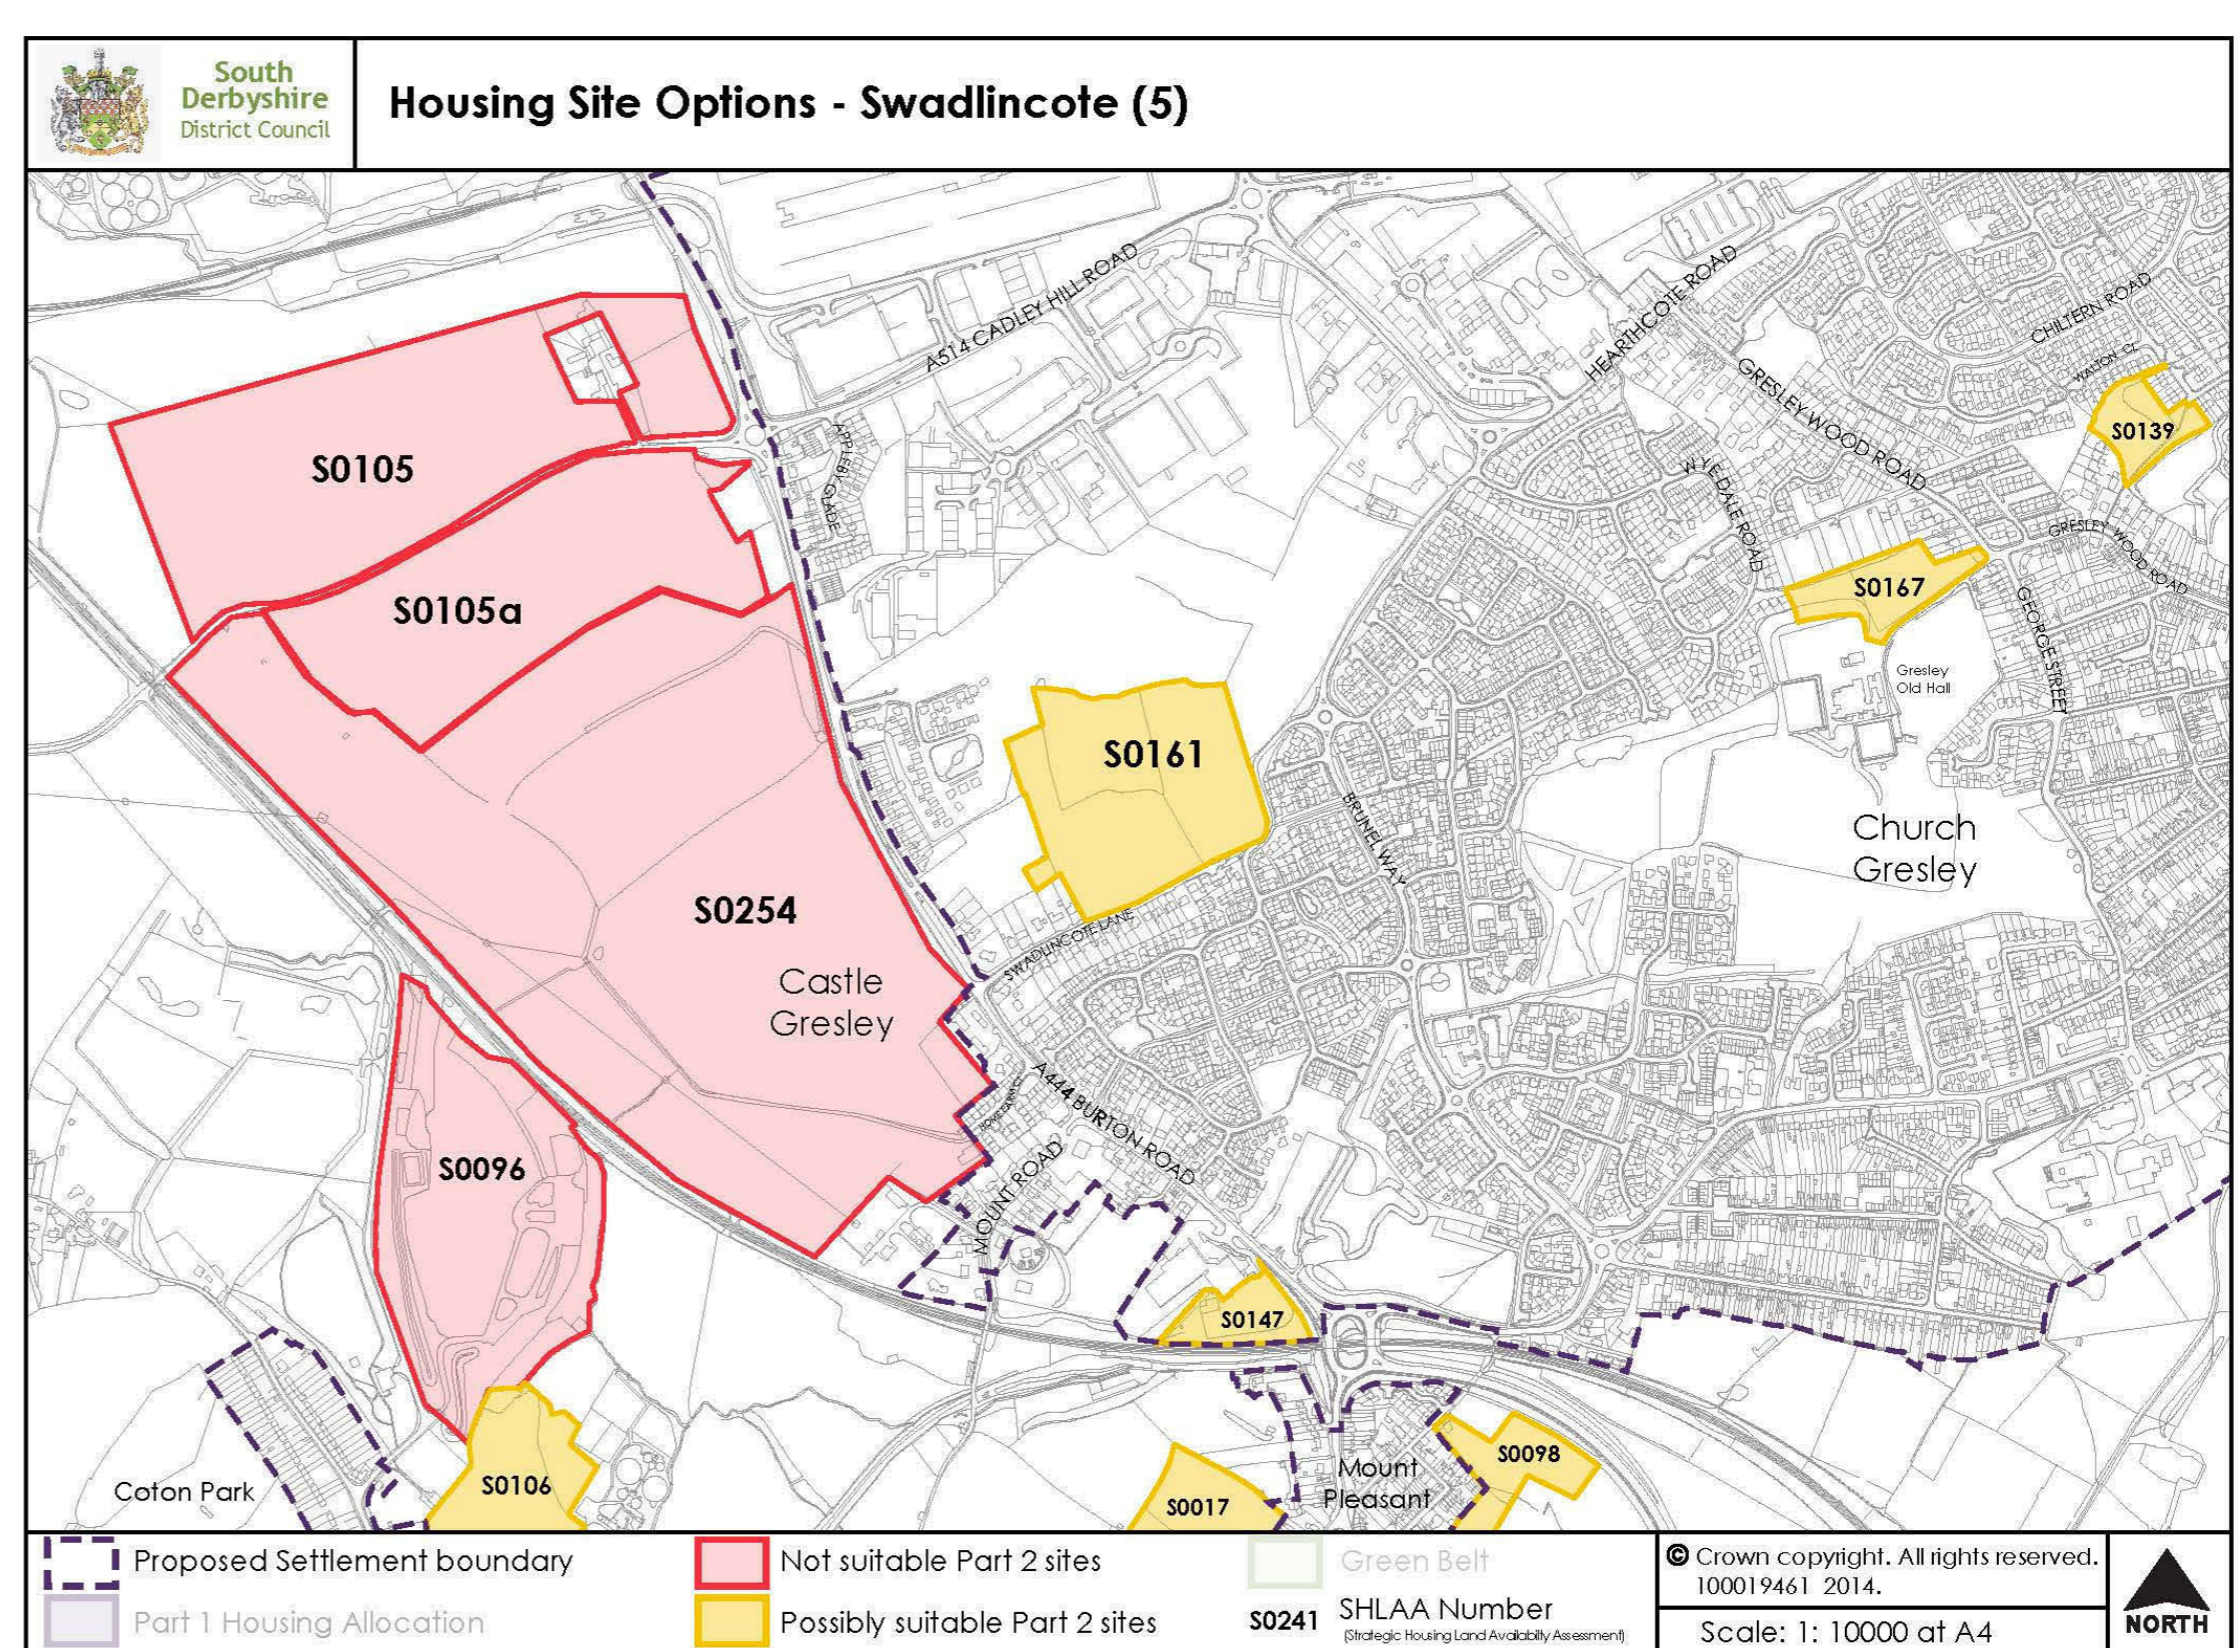 South
Derbyshire
District Council
Housing Site Options - Swadlincote (5)
A514 CADLEY HILL ROAD
HEARTHCOTE ROAD
CHILTERN ROAD
WALTON CL
GRESLEY WOOD ROAD
S0139
APPLEBY GLADE
S0105
WYEDALE ROAD
GRESLEY WOOD ROAD
S0167
S0105a
GEORGE STREET
Gresley
Old Hall
S0161
BRUNEL WAY
Church
Gresley
S0254
SWADLINCOTE LANE
Castle
Gresley
HOME FARM CL
A444 BURTON ROAD
S0096
MOUNT ROAD
S0147
S0098
Mount
Pleasant
S0106
Coton Park
S0017
Proposed Settlement boundary
Part 1 Housing Allocation
Not suitable Part 2 sites
Possibly suitable Part 2 sites
Green Belt
S0241 SHLAA Number
(Strategic Housing Land Availabilty Assessment)
© Crown copyright. All rights reserved.
100019461 2014.
Scale: 1: 10000 at A4
NORTH